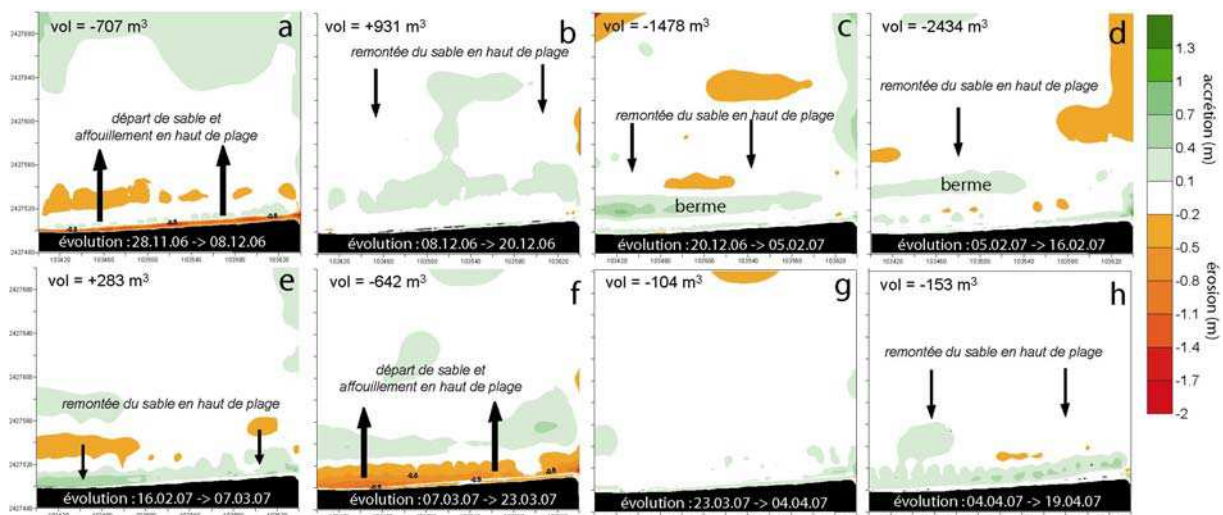 vol = -707 m³
a
départ de sable et
affouillement en haut de plage
évolution : 28.11.06 -> 08.12.06
vol = +931 m³
b
remontée du sable en haut de plage
évolution : 08.12.06 -> 20.12.06
vol = -1478 m³
c
remontée du sable en haut de plage
berme
évolution : 20.12.06 -> 05.02.07
vol = -2434 m³
d
remontée du sable en haut de plage
berme
évolution : 05.02.07 -> 16.02.07
vol = +283 m³
e
remontée du sable en haut de plage
évolution : 16.02.07 -> 07.03.07
vol = -642 m³
f
départ de sable et
affouillement en haut de plage
évolution : 07.03.07 -> 23.03.07
vol = -104 m³
g
évolution : 23.03.07 -> 04.04.07
vol = -153 m³
h
remontée du sable en haut de plage
évolution : 04.04.07 -> 19.04.07
accrétion (m)
érosion (m)
1.3
1
0.7
0.4
0.1
-0.2
-0.5
-0.8
-1.1
-1.4
-1.7
-2